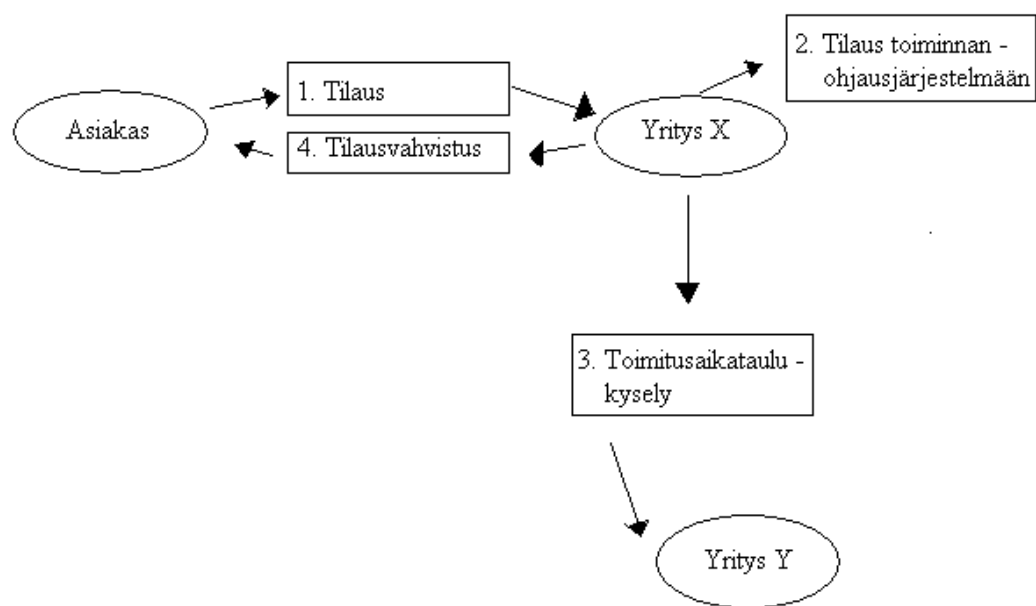 2. Tilaus toiminnan -
ohjausjärjestelmään
1. Tilaus
Asiakas
Yritys X
4. Tilausvahvistus
3. Toimitusaikataulu -
kysely
Yritys Y